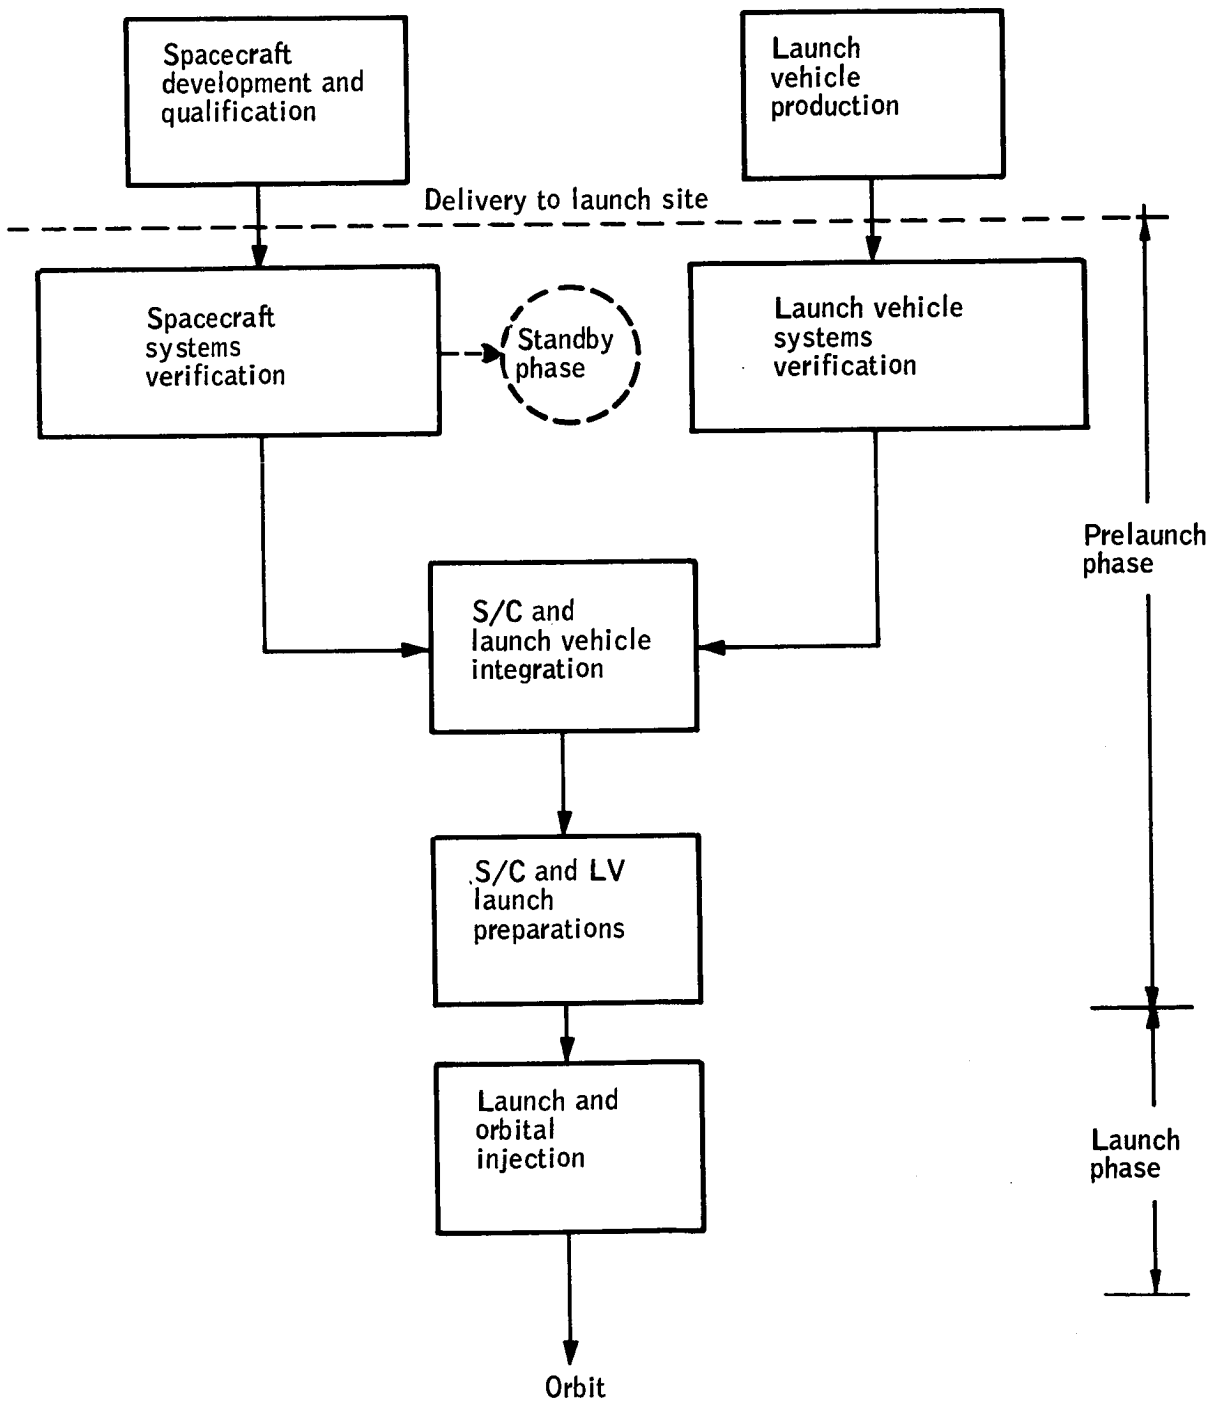 Spacecraft
development and
qualification
Launch
vehicle
production
Delivery to launch site
Spacecraft
systems
verification
Standby
phase
Launch vehicle
systems
verification
Prelaunch
phase
S/C and
launch vehicle
integration
S/C and LV
launch
preparations
Launch and
orbital
injection
Launch
phase
Orbit